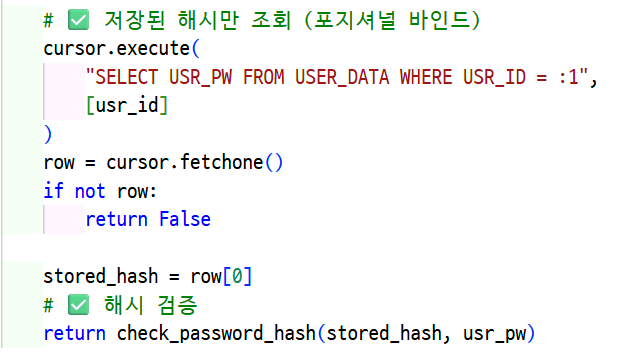 # ✅ 저장된 해시만 조회 (포지셔널 바인드)
cursor.execute(
"SELECT USR_PW FROM USER_DATA WHERE USR_ID = :1",
[usr_id]
)
row = cursor.fetchone()
if not row:
return False
stored_hash = row[0]
# ✅ 해시 검증
return check_password_hash(stored_hash, usr_pw)